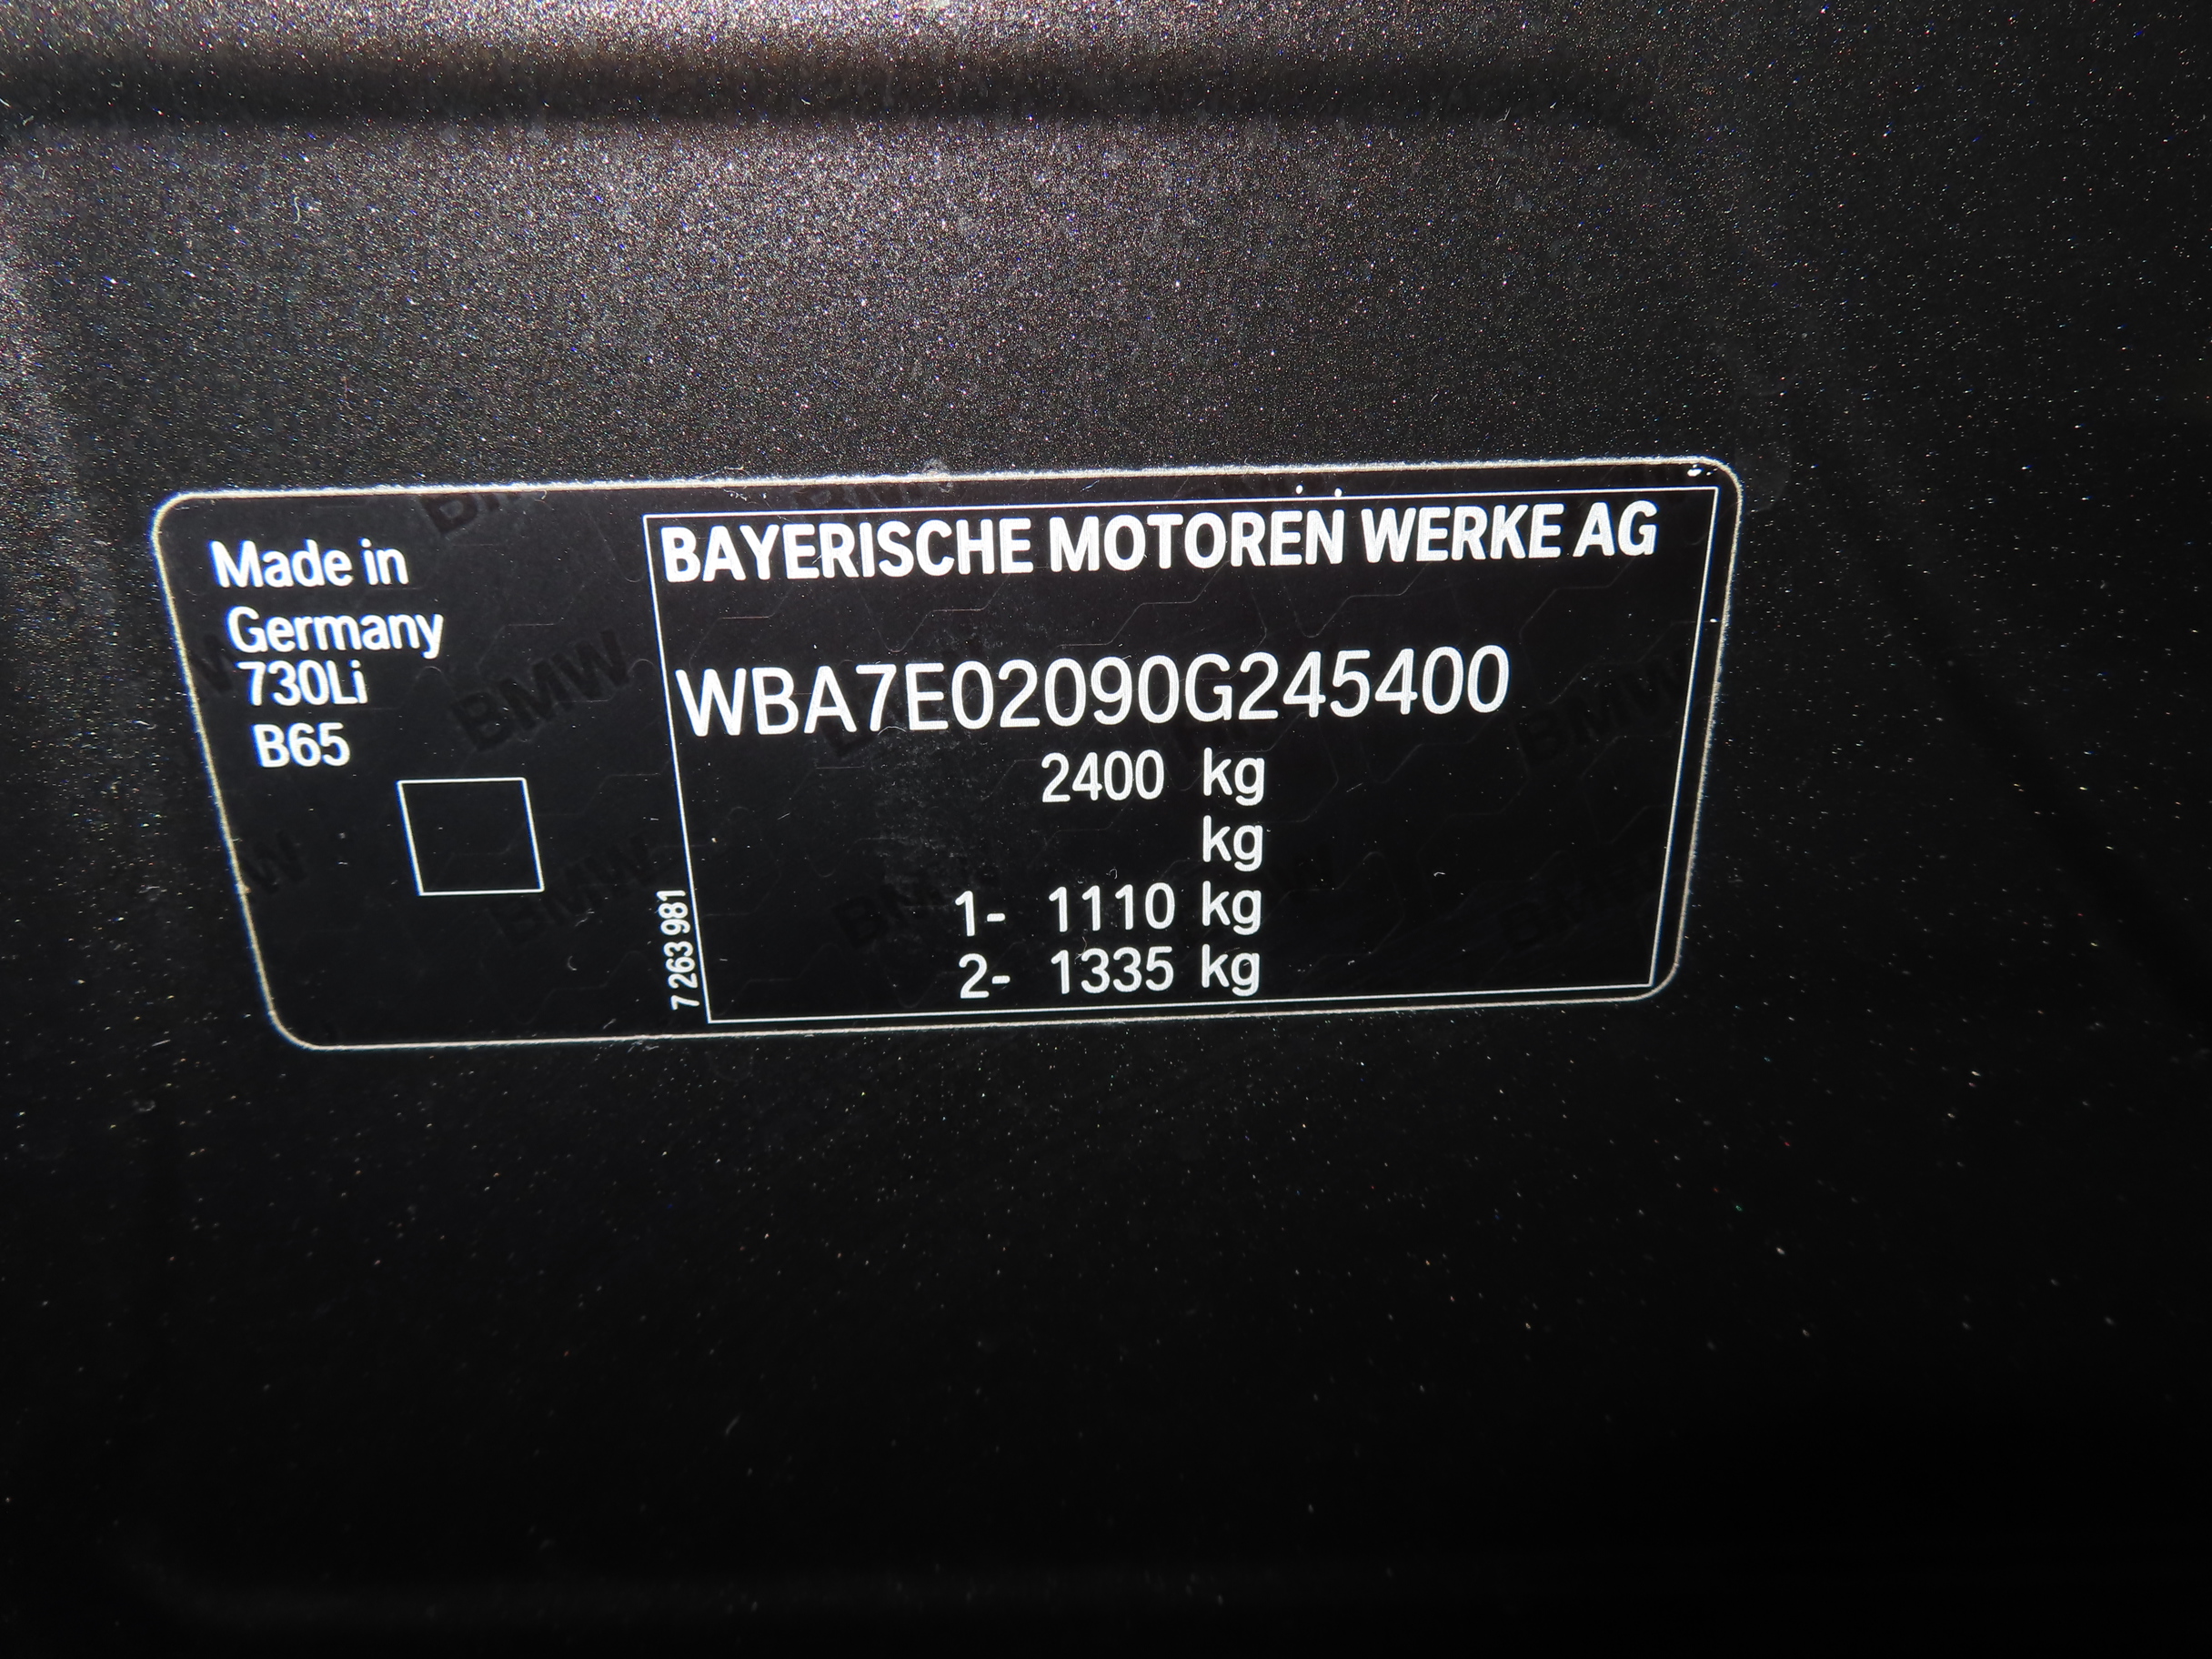 Made in
Germany
730Li
B65
7 263 981
BAYERISCHE MOTOREN WERKE AG
WBA7E02090G245400
2400 kg
kg
1- 1110 kg
2- 1335 kg